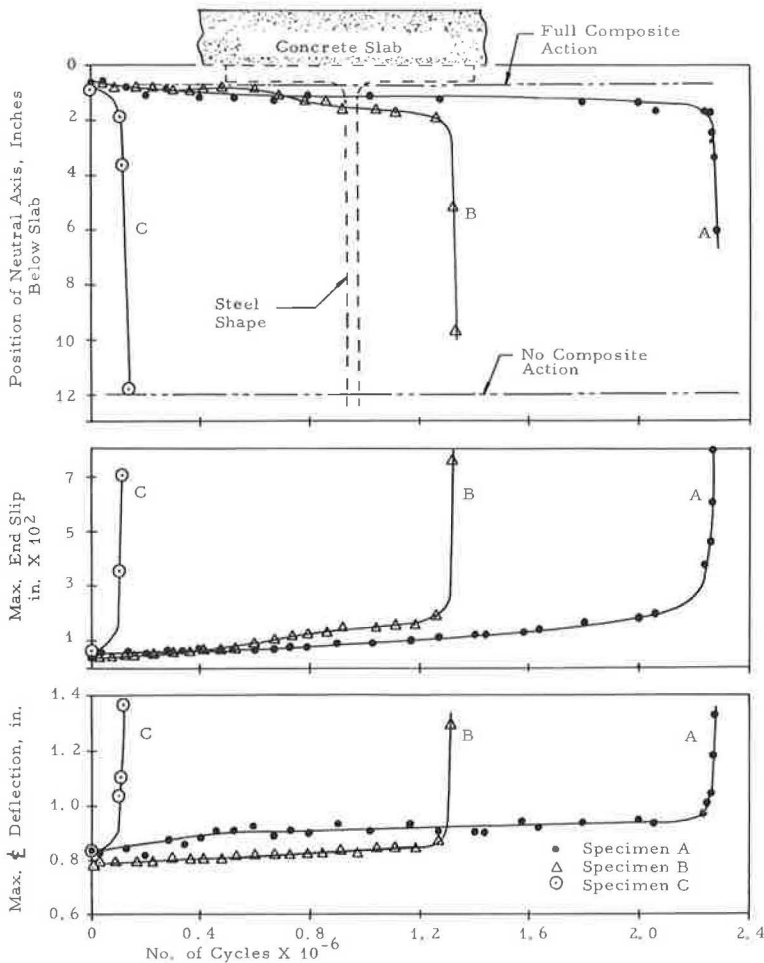 Concrete Slab
Full Composite
Action
0
2
4
6
8
10
12
Position of Neutral Axis, Inches
Below Slab
C
B
A
Steel
Shape
No Composite
Action
7
5
3
1
Max. End Slip
in. X 10²
C
B
A
1.4
1.2
1.0
0.8
0.6
Max. ℄ Deflection, in.
C
B
A
Specimen A
Specimen B
Specimen C
0 0.4 0.8 1.2 1.6 2.0 2.4
No. of Cycles X 10⁻⁶